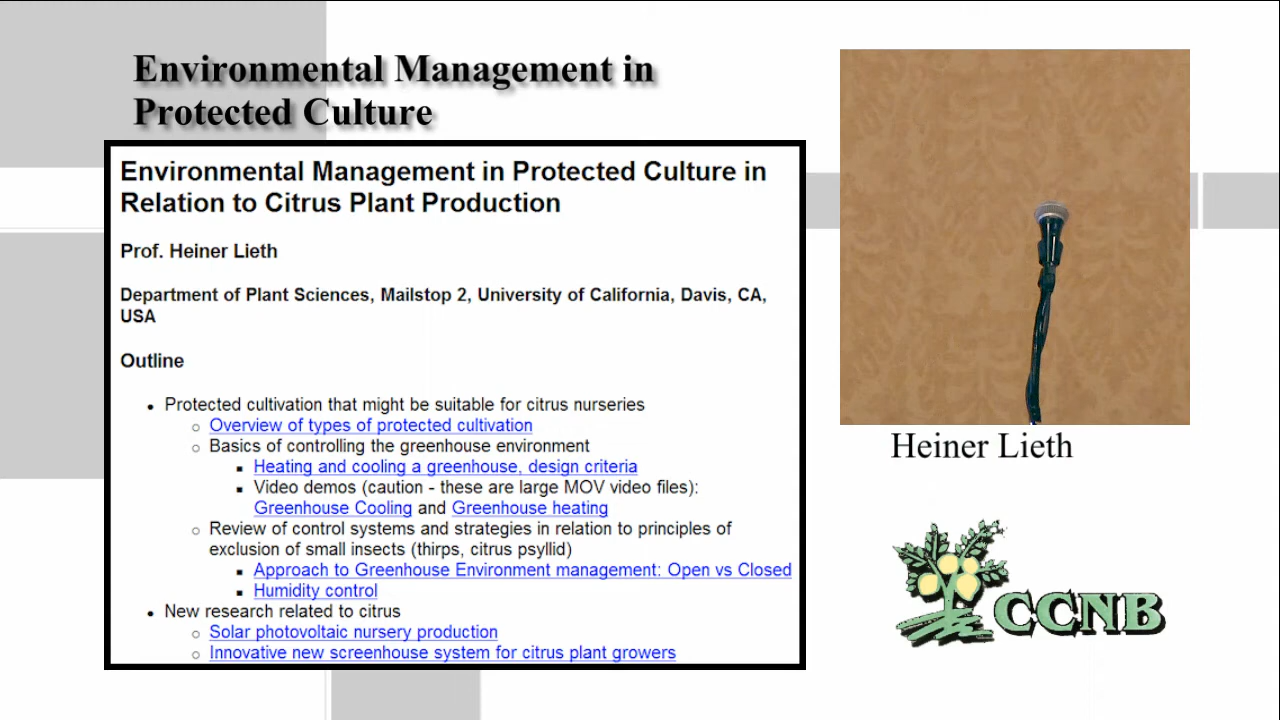 Environmental Management in
Protected Culture
Environmental Management in Protected Culture in
Relation to Citrus Plant Production
Prof. Heiner Lieth
Department of Plant Sciences, Mailstop 2, University of California, Davis, CA,
USA
Outline
Protected cultivation that might be suitable for citrus nurseries
Overview of types of protected cultivation
Basics of controlling the greenhouse environment
Heating and cooling a greenhouse, design criteria
Video demos (caution - these are large MOV video files):
Greenhouse Cooling and Greenhouse heating
Review of control systems and strategies in relation to principles of
exclusion of small insects (thirps, citrus psyllid)
Approach to Greenhouse Environment management: Open vs Closed
Humidity control
New research related to citrus
Solar photovoltaic nursery production
Innovative new screenhouse system for citrus plant growers
Heiner Lieth
CCNB